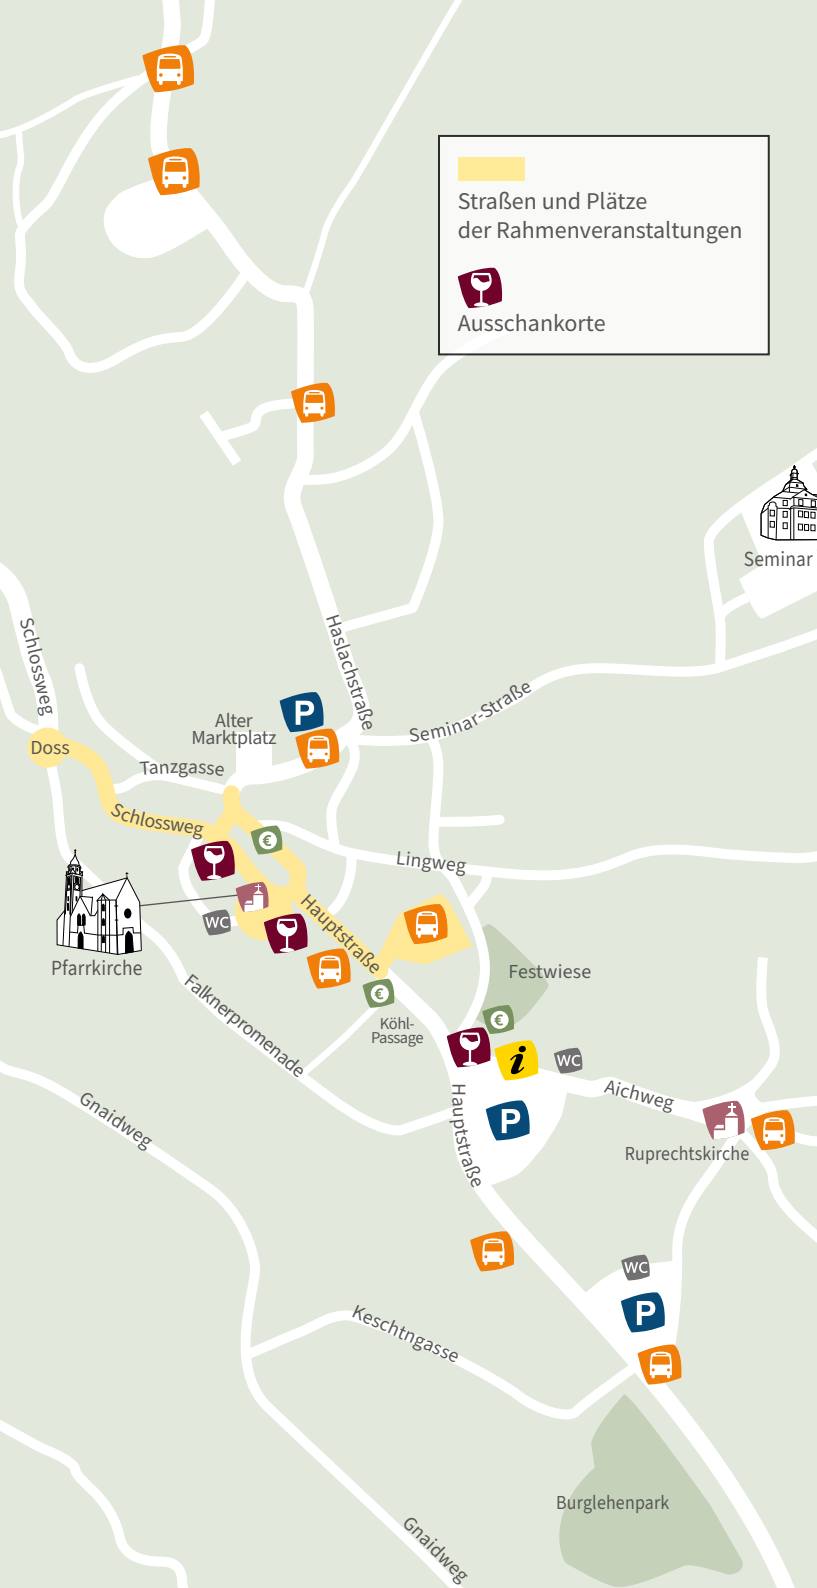 Straßen und Plätze
der Rahmenveranstaltungen
Ausschankorte
Seminar
Schlossweg
Haslachstraße
P
Alter
Marktplatz
Seminar-Straße
Doss
Tanzgasse
Schlossweg
€
Lingweg
WC
Hauptstraße
Pfarrkirche
Festwiese
Falknerpromenade
€
Köhl-
Passage
€
i
WC
Hauptstraße
Aichweg
P
Gnaidweg
Ruprechtskirche
WC
P
Keschtngasse
Burglehenpark
Gnaidweg